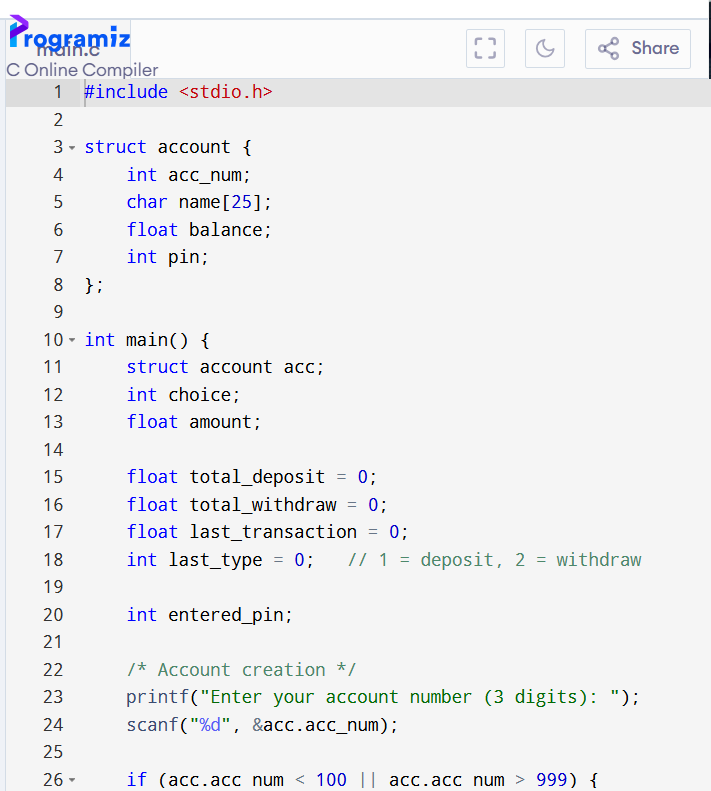 Programiz
main.c
C Online Compiler
Share
1 #include <stdio.h>
2
3 struct account {
4     int acc_num;
5     char name[25];
6     float balance;
7     int pin;
8 };
9
10 int main() {
11     struct account acc;
12     int choice;
13     float amount;
14
15     float total_deposit = 0;
16     float total_withdraw = 0;
17     float last_transaction = 0;
18     int last_type = 0;   // 1 = deposit, 2 = withdraw
19
20     int entered_pin;
21
22     /* Account creation */
23     printf("Enter your account number (3 digits): ");
24     scanf("%d", &acc.acc_num);
25
26     if (acc.acc_num < 100 || acc.acc_num > 999) {